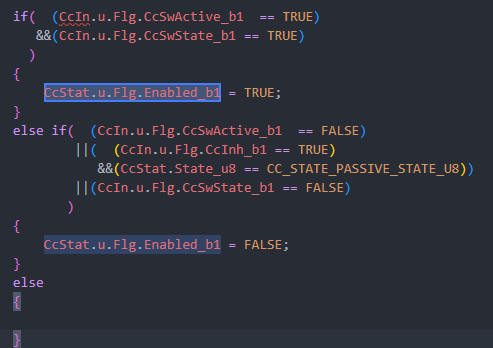 if(  (CcIn.u.Flg.CcSwActive_b1  == TRUE)
   &&(CcIn.u.Flg.CcSwState_b1 == TRUE)
  )
{
    CcStat.u.Flg.Enabled_b1 = TRUE;
}
else if(  (CcIn.u.Flg.CcSwActive_b1  == FALSE)
        ||(  (CcIn.u.Flg.CcInh_b1 == TRUE)
           &&(CcStat.State_u8 == CC_STATE_PASSIVE_STATE_U8))
        ||(CcIn.u.Flg.CcSwState_b1 == FALSE)
       )
{
    CcStat.u.Flg.Enabled_b1 = FALSE;
}
else
{

}